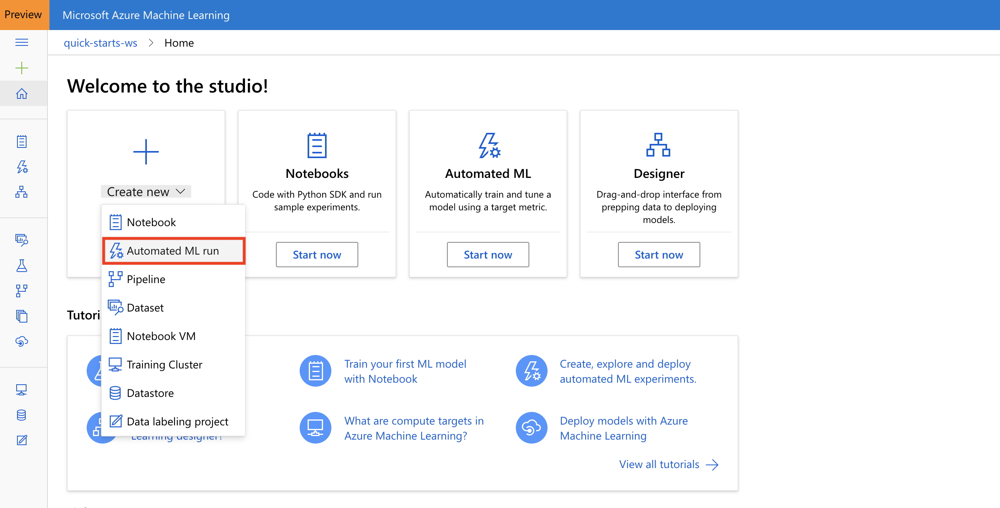 Preview
Microsoft Azure Machine Learning
quick-starts-ws > Home
Welcome to the studio!
Create new
Notebook
Automated ML run
Pipeline
Dataset
Notebook VM
Training Cluster
Datastore
Data labeling project
Notebooks
Code with Python SDK and run
sample experiments.
Start now
Automated ML
Automatically train and tune a
model using a target metric.
Start now
Designer
Drag-and-drop interface from
prepping data to deploying
models.
Start now
Train your first ML model
with Notebook
Create, explore and deploy
automated ML experiments.
Learning designer?
What are compute targets in
Azure Machine Learning?
Deploy models with Azure
Machine Learning
View all tutorials